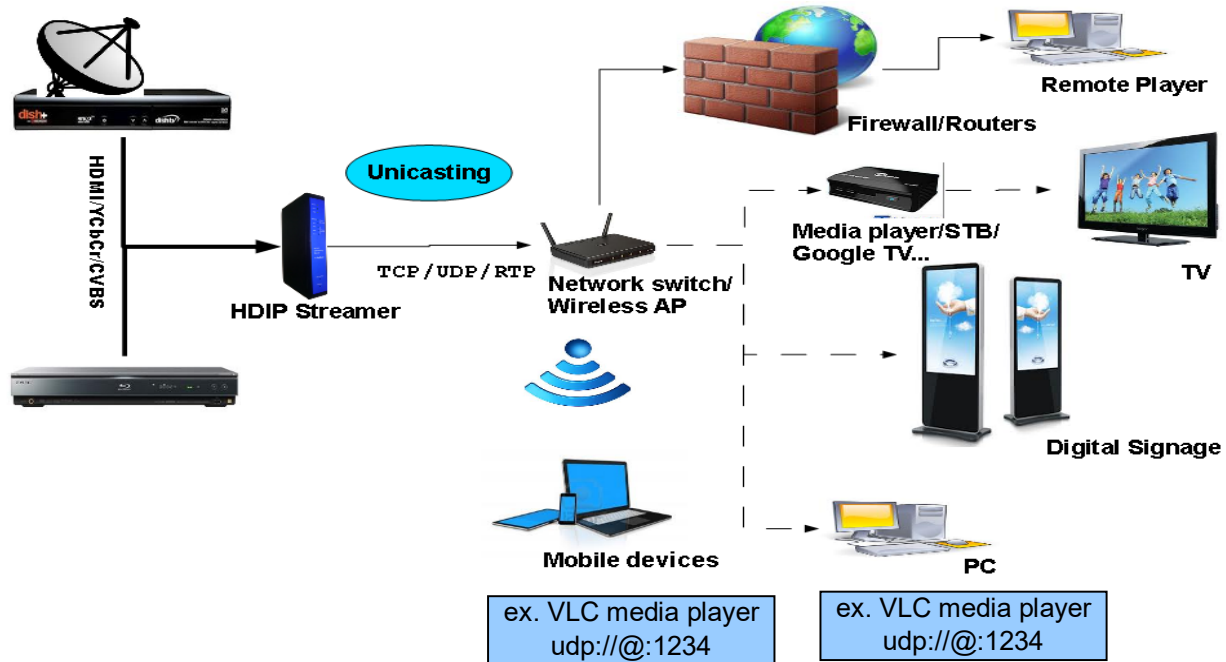 dish+
dishtv
HDMI/YCbCr/CVBS
Unicasting
HDIP Streamer
TCP/UDP/RTP
Network switch/
Wireless AP
Firewall/Routers
Remote Player
Media player/STB/
Google TV...
TV
Digital Signage
Mobile devices
PC
ex. VLC media player
udp://@:1234
ex. VLC media player
udp://@:1234